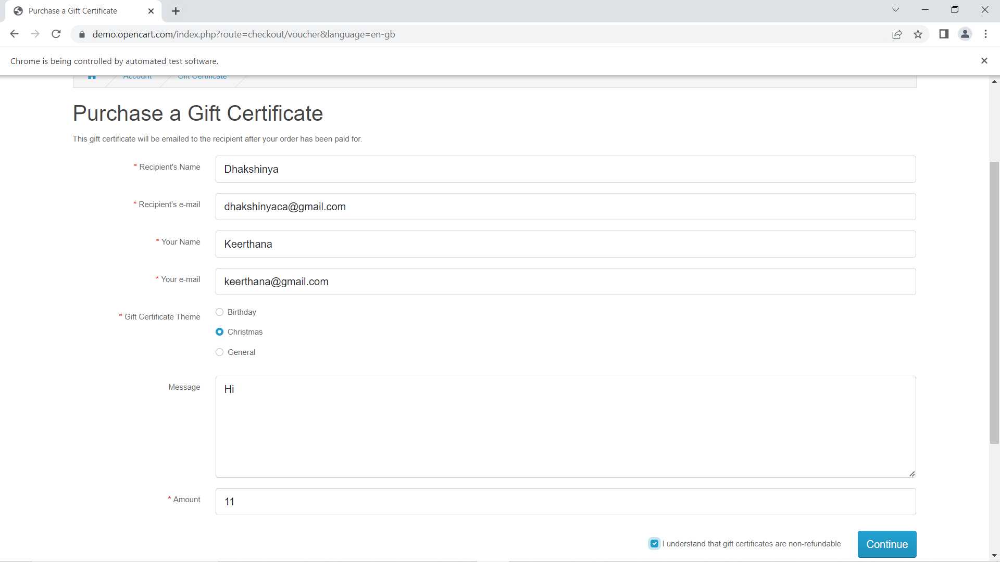 Purchase a Gift Certificate
demo.opencart.com/index.php?route=checkout/voucher&language=en-gb
Chrome is being controlled by automated test software.
Account Gift Certificate
Purchase a Gift Certificate
This gift certificate will be emailed to the recipient after your order has been paid for.
* Recipient's Name Dhakshinya
* Recipient's e-mail dhakshinyaca@gmail.com
* Your Name Keerthana
* Your e-mail keerthana@gmail.com
* Gift Certificate Theme
Birthday
Christmas
General
Message Hi
* Amount 11
I understand that gift certificates are non-refundable Continue